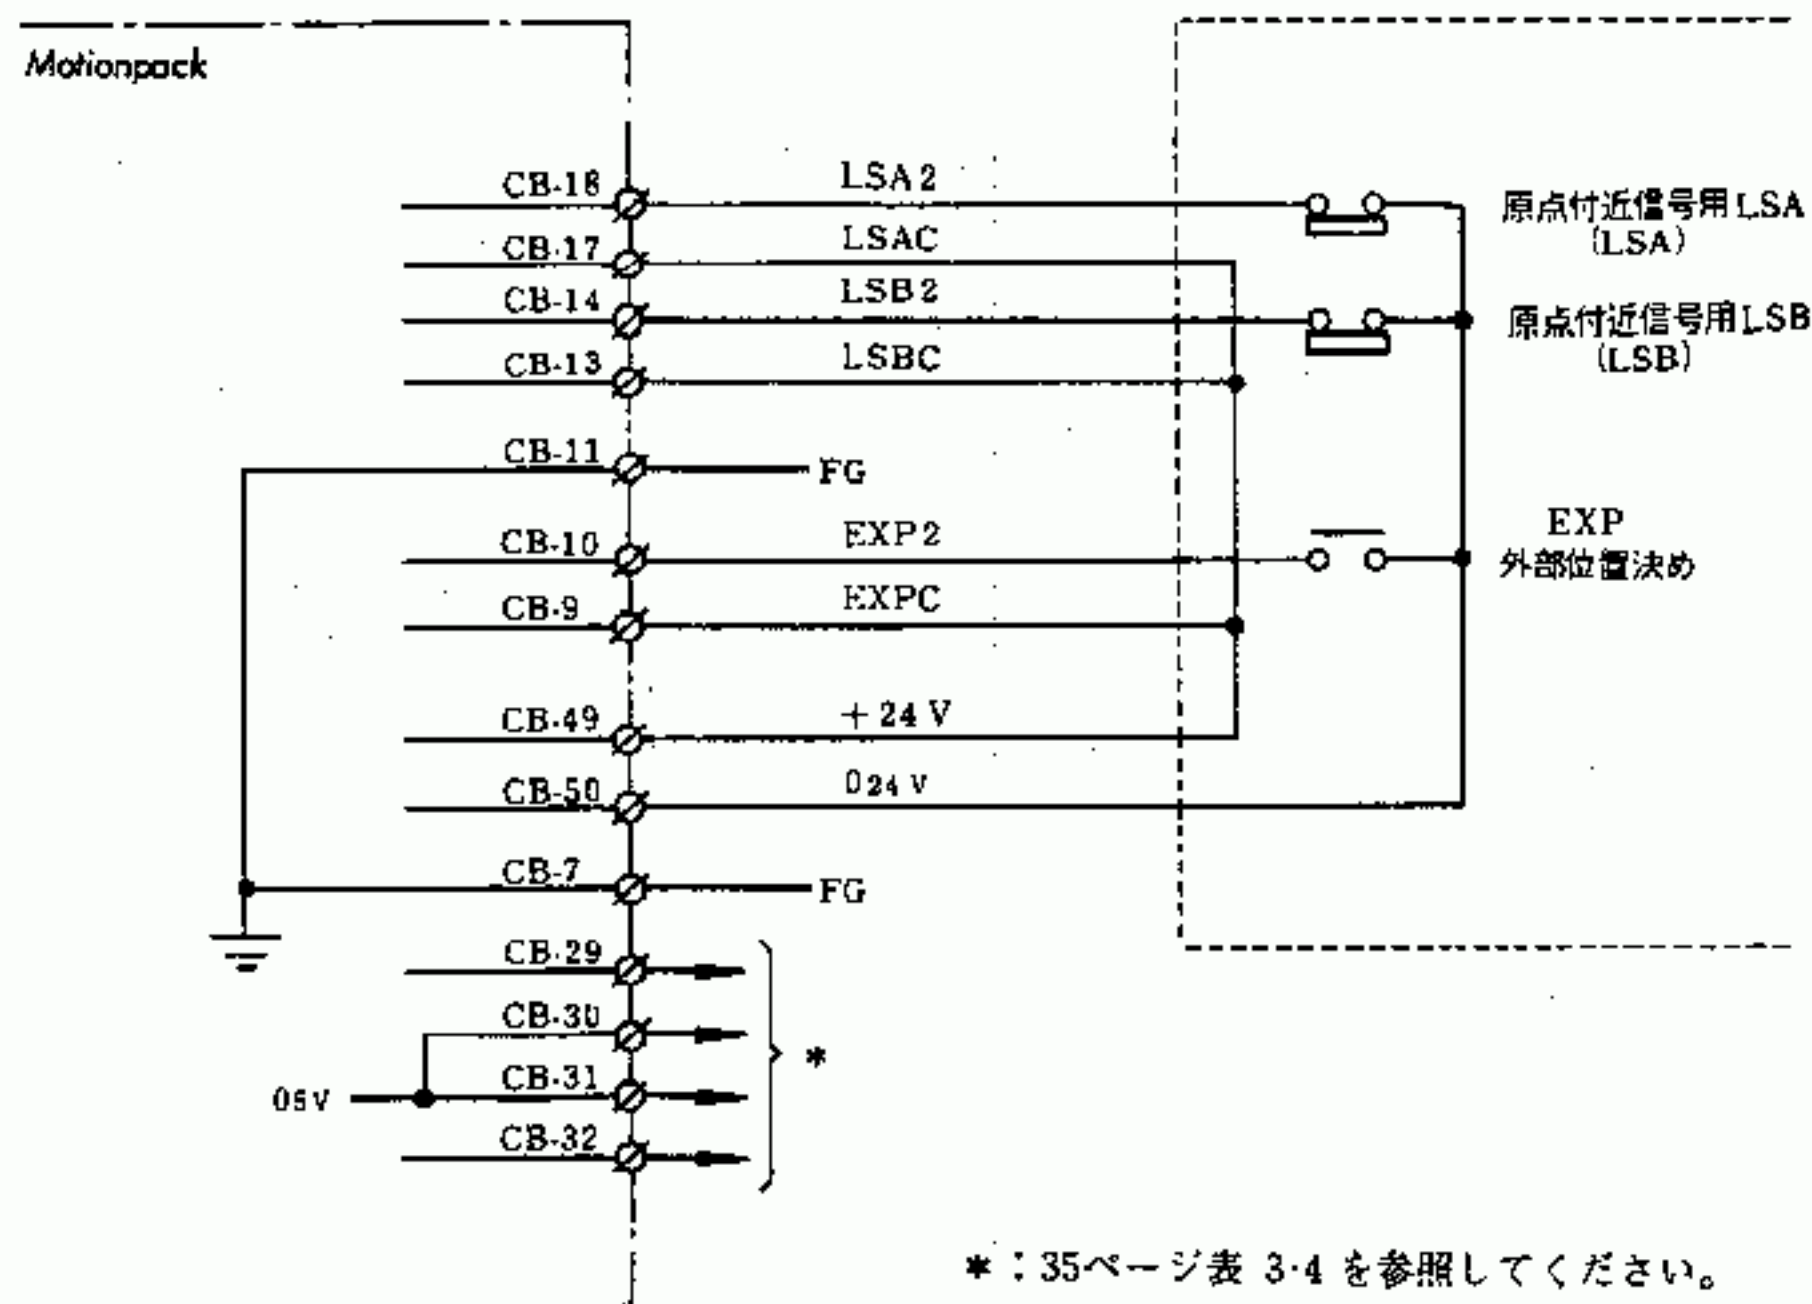 Motionpack
CB-18 LSA2
原点付近信号用LSA
(LSA)
CB-17 LSAC
CB-14 LSB2
原点付近信号用LSB
(LSB)
CB-13 LSBC
CB-11 FG
CB-10 EXP2
EXP
外部位置決め
CB-9 EXPC
CB-49 +24V
CB-50 024V
CB-7 FG
CB-29
CB-30
*
05V CB-31
CB-32
*:35ページ表 3・4 を参照してください。